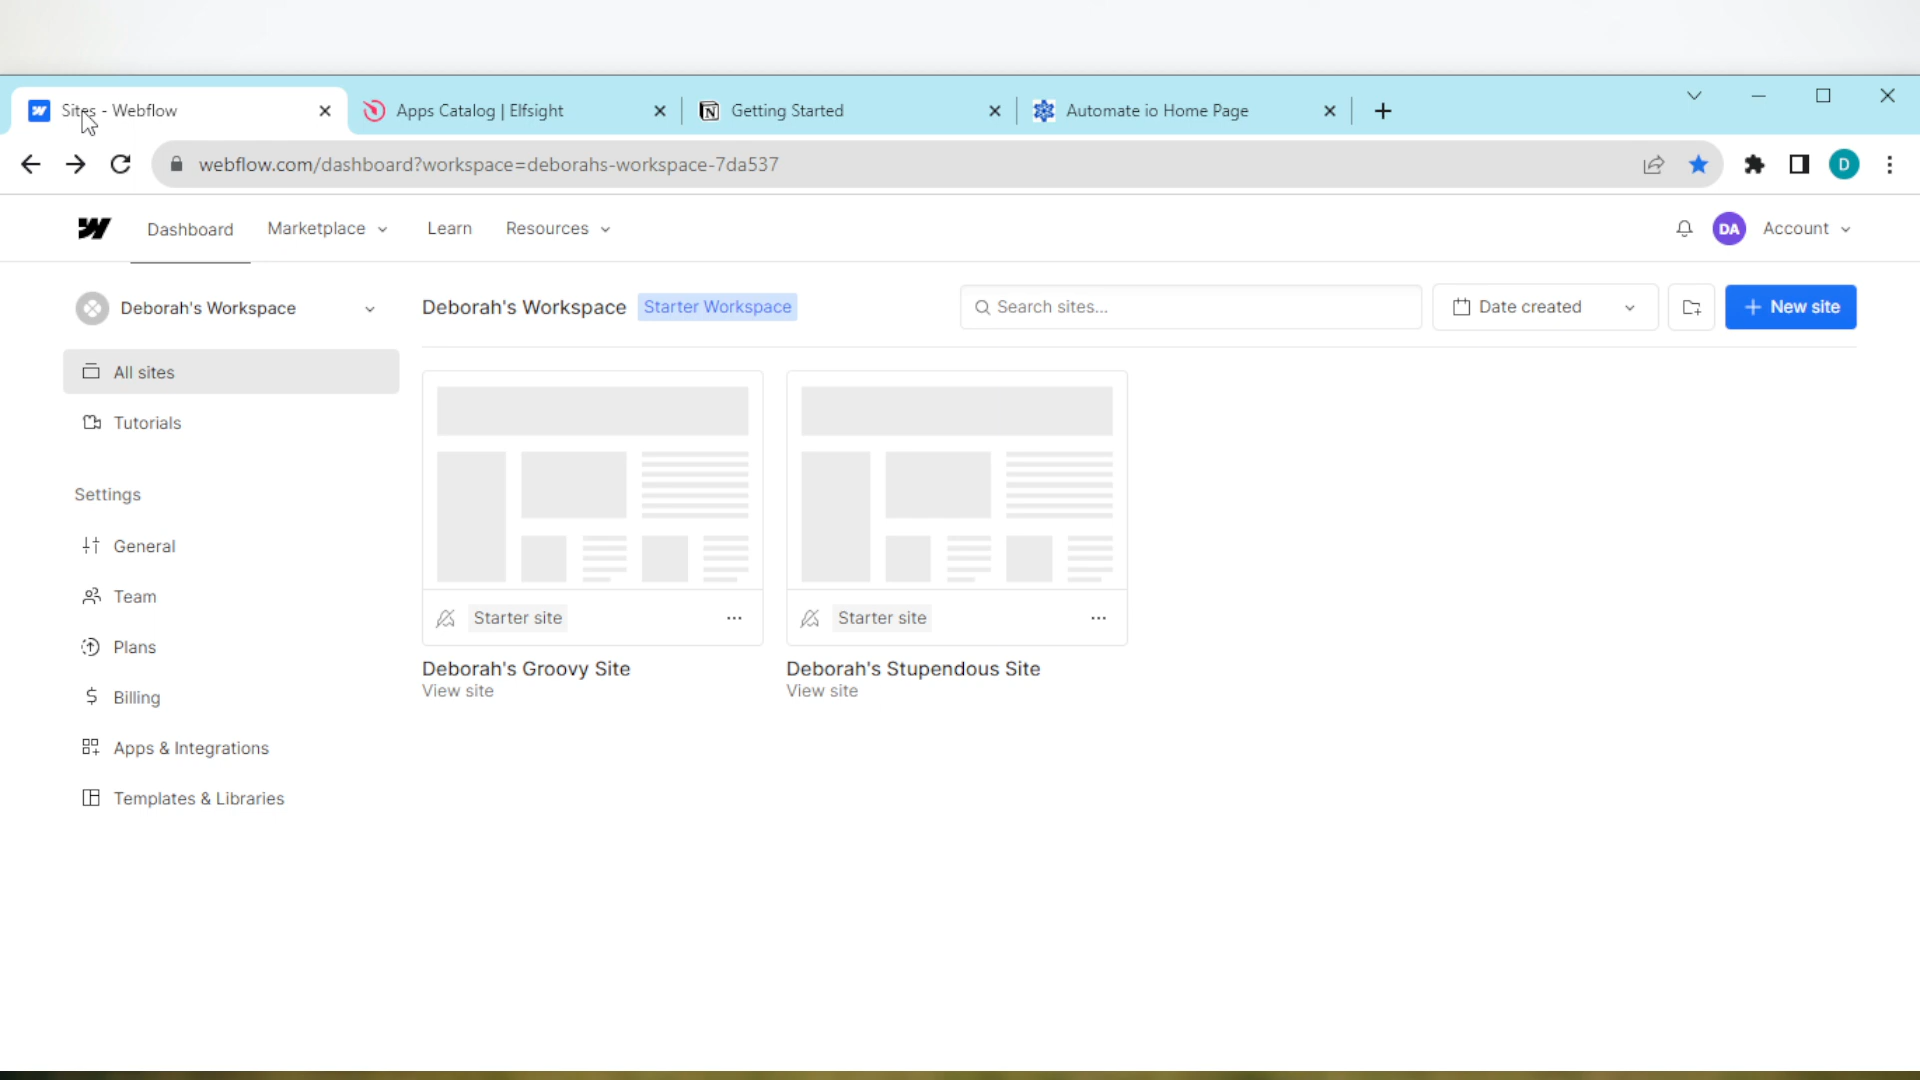 Sites - Webflow
Apps Catalog | Elfsight
Getting Started
Automate io Home Page
webflow.com/dashboard?workspace=deborahs-workspace-7da537
D
Dashboard
Marketplace
Learn
Resources
DA
Account
Deborah's Workspace
Deborah's Workspace
Starter Workspace
Search sites...
Date created
+ New site
All sites
Tutorials
Settings
General
Team
Plans
Billing
Apps & Integrations
Templates & Libraries
Starter site
Starter site
Deborah's Groovy Site
View site
Deborah's Stupendous Site
View site